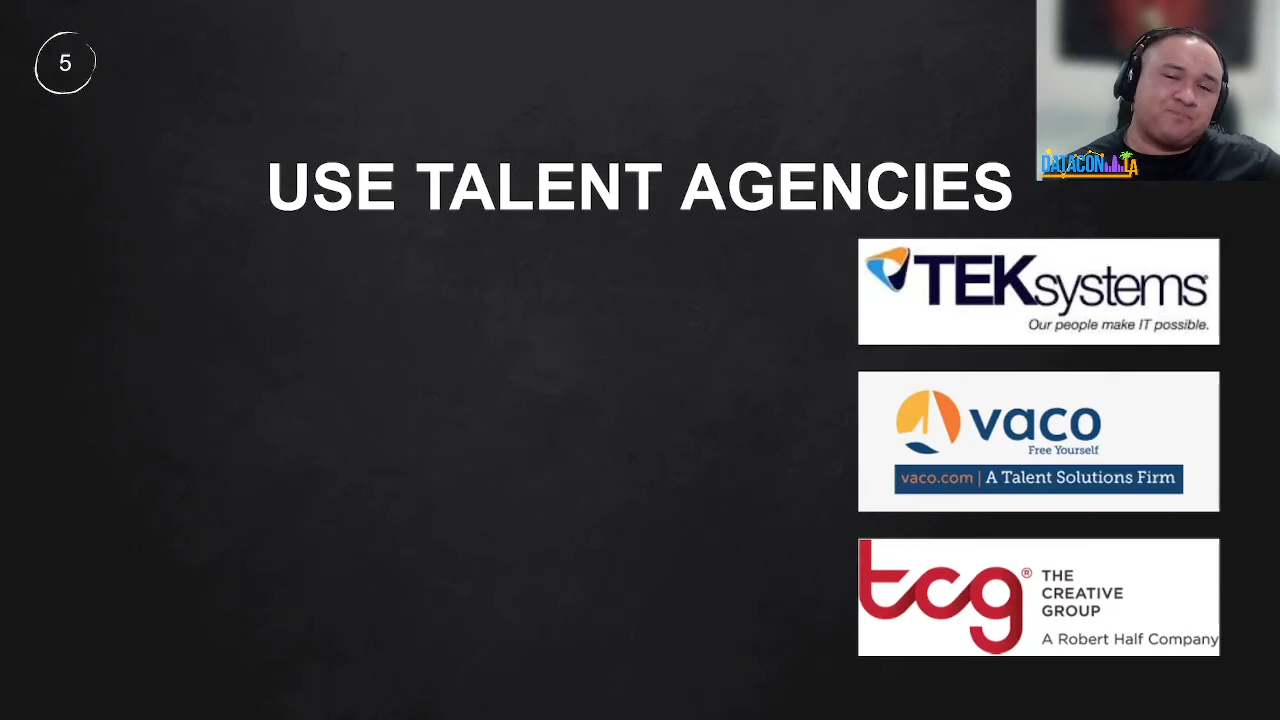 5
USE TALENT AGENCIES
DATACON LA
TEKsystems
Our people make IT possible.
vaco
Free Yourself
vaco.com | A Talent Solutions Firm
tcg®
THE
CREATIVE
GROUP
A Robert Half Company